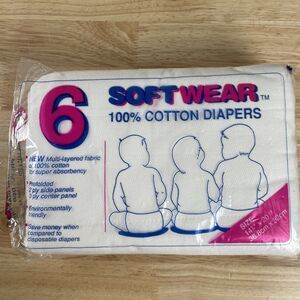 6
SOFTWEAR™
100% COTTON DIAPERS
• NEW Multi-layered fabric
of 100% cotton
for super absorbency
• Prefolded
ply side panels
ply center panel
• Environmentally
friendly
• Save money when
compared to
disposable diapers
SIZE: